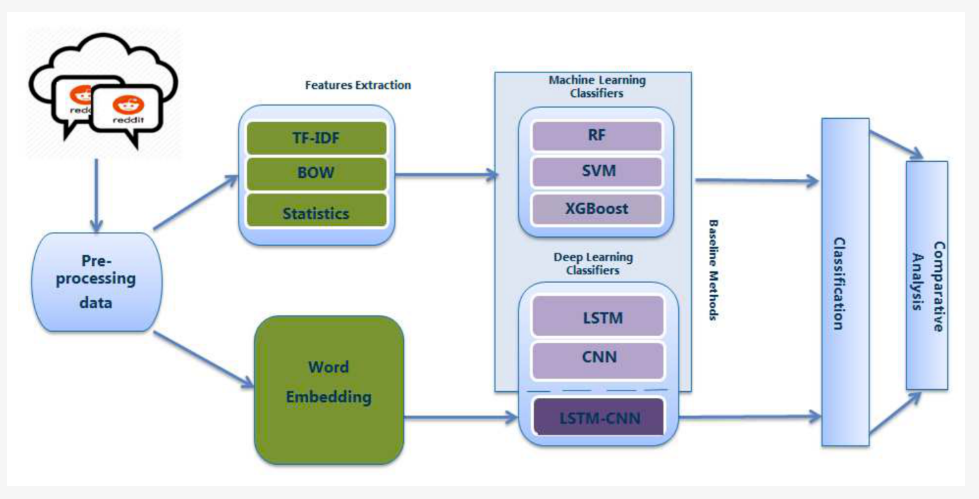 redd
reddit
Features Extraction
TF-IDF
BOW
Statistics
Pre-
processing
data
Word
Embedding
Machine Learning
Classifiers
RF
SVM
XGBoost
Deep Learning
Classifiers
LSTM
CNN
LSTM-CNN
Baseline Methods
Classification
Comparative
Analysis